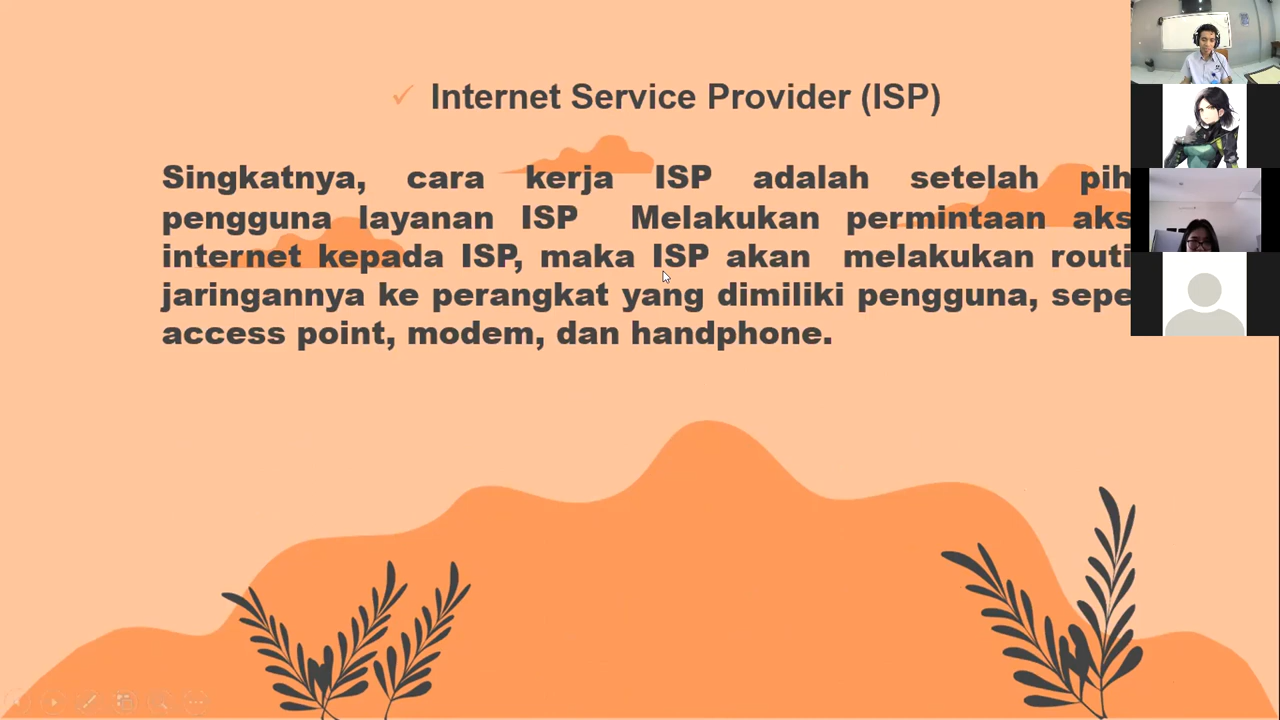 Internet Service Provider (ISP)
Singkatnya, cara kerja ISP adalah setelah
pengguna layanan ISP Melakukan permintaan
internet kepada ISP, maka ISP akan melakukan
jaringannya ke perangkat yang dimiliki pengguna,
access point, modem, dan handphone.